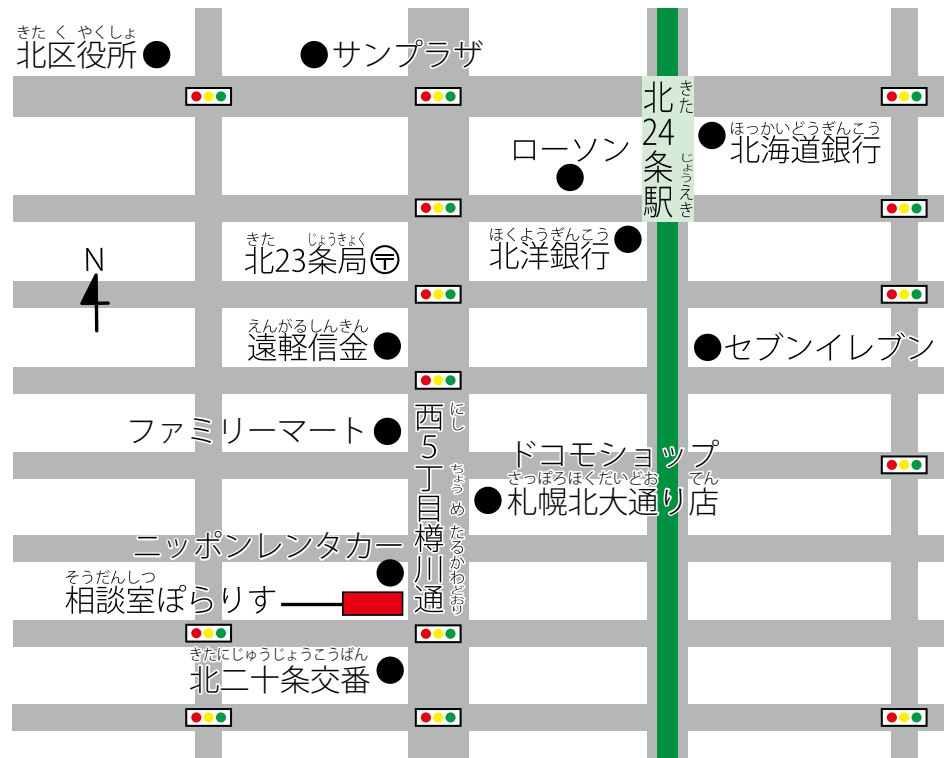 きた く やくしょ
北区役所
サンプラザ
きた じょうえき
北24条駅
ほっかいどうぎんこう
北海道銀行
ローソン
ほくようぎんこう
北洋銀行
きた じょうきょく
北23条局〶
N
えんがるしんきん
遠軽信金
セブンイレブン
ファミリーマート
にし ちょう め たるかわどおり
西5丁目樽川通
ドコモショップ
さっぽろほくだいどお てん
札幌北大通り店
ニッポンレンタカー
そうだんしつ
相談室ぽらりす
きたにじゅうじょうこうばん
北二十条交番